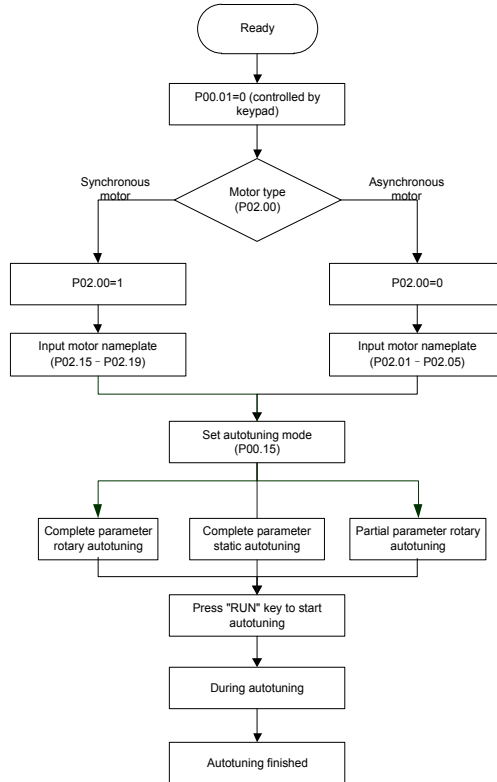 Ready
P00.01=0 (controlled by
keypad)
Synchronous
motor
Motor type
(P02.00)
Asynchronous
motor
P02.00=1
P02.00=0
Input motor nameplate
(P02.15﹣P02.19)
Input motor nameplate
(P02.01﹣P02.05)
Set autotuning mode
(P00.15)
Complete parameter
rotary autotuning
Complete parameter
static autotuning
Partial parameter rotary
autotuning
Press "RUN" key to start
autotuning
During autotuning
Autotuning finished